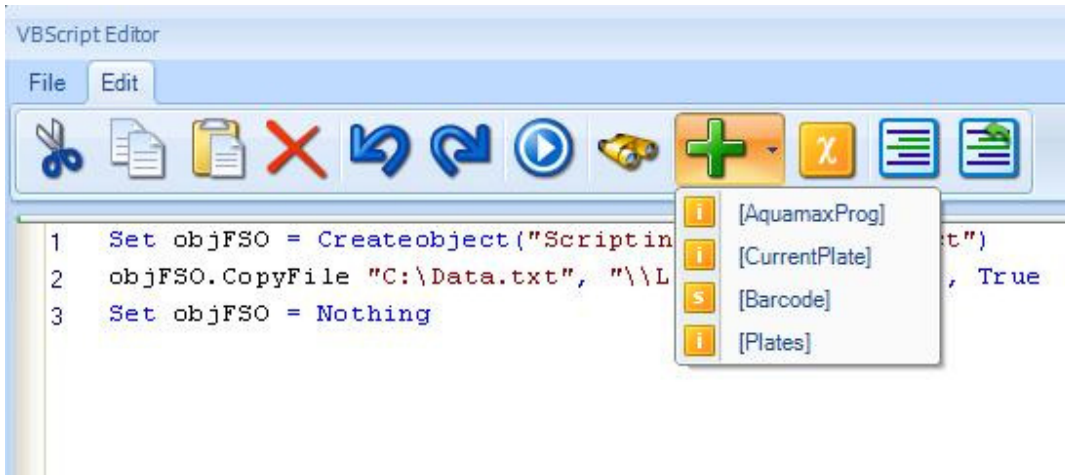 VBScript Editor
File Edit
χ
i [AquamaxProg]
i [CurrentPlate]
s [Barcode]
i [Plates]
1 Set objFSO = Createobject("Scriptin t")
2 objFSO.CopyFile "C:\Data.txt", "\\L , True
3 Set objFSO = Nothing